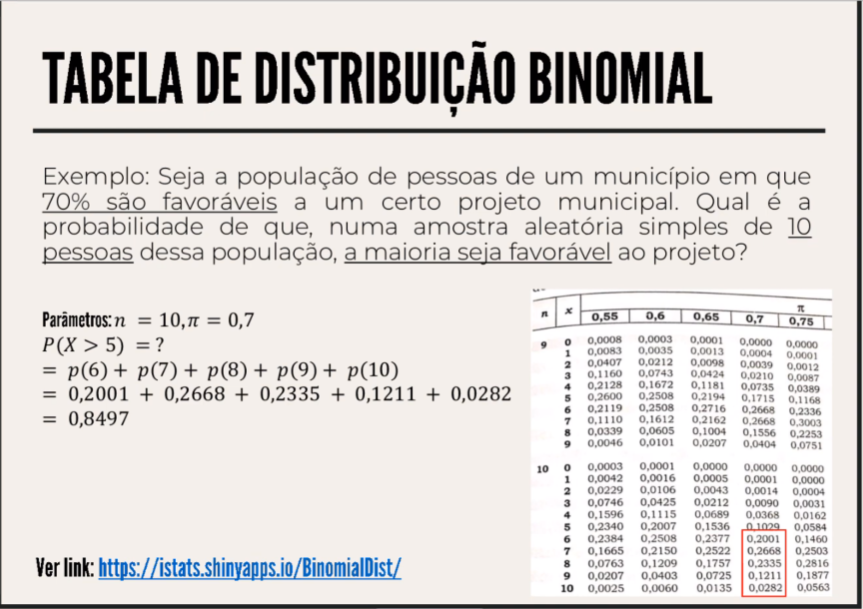 TABELA DE DISTRIBUIÇÃO BINOMIAL
Exemplo: Seja a população de pessoas de um município em que
70% são favoráveis a um certo projeto municipal. Qual é a
probabilidade de que, numa amostra aleatória simples de 10
pessoas dessa população, a maioria seja favorável ao projeto?
Parâmetros: n = 10, π = 0,7
P(X > 5) = ?
= p(6) + p(7) + p(8) + p(9) + p(10)
= 0,2001 + 0,2668 + 0,2335 + 0,1211 + 0,0282
= 0,8497
π
n x 0,55 0,6 0,65 0,7 0,75
9 0 0,0008 0,0003 0,0001 0,0000 0,0000
1 0,0083 0,0035 0,0013 0,0004 0,0001
2 0,0407 0,0212 0,0098 0,0039 0,0012
3 0,1160 0,0743 0,0424 0,0210 0,0087
4 0,2128 0,1672 0,1181 0,0735 0,0389
5 0,2600 0,2508 0,2194 0,1715 0,1168
6 0,2119 0,2508 0,2716 0,2668 0,2336
7 0,1110 0,1612 0,2162 0,2668 0,3003
8 0,0339 0,0605 0,1004 0,1556 0,2253
9 0,0046 0,0101 0,0207 0,0404 0,0751
10 0 0,0003 0,0001 0,0000 0,0000 0,0000
1 0,0042 0,0016 0,0005 0,0001 0,0000
2 0,0229 0,0106 0,0043 0,0014 0,0004
3 0,0746 0,0425 0,0212 0,0090 0,0031
4 0,1596 0,1115 0,0689 0,0368 0,0162
5 0,2340 0,2007 0,1536 0,1029 0,0584
6 0,2384 0,2508 0,2377 0,2001 0,1460
7 0,1665 0,2150 0,2522 0,2668 0,2503
8 0,0763 0,1209 0,1757 0,2335 0,2816
9 0,0207 0,0403 0,0725 0,1211 0,1877
10 0,0025 0,0060 0,0135 0,0282 0,0563
Ver link: https://istats.shinyapps.io/BinomialDist/